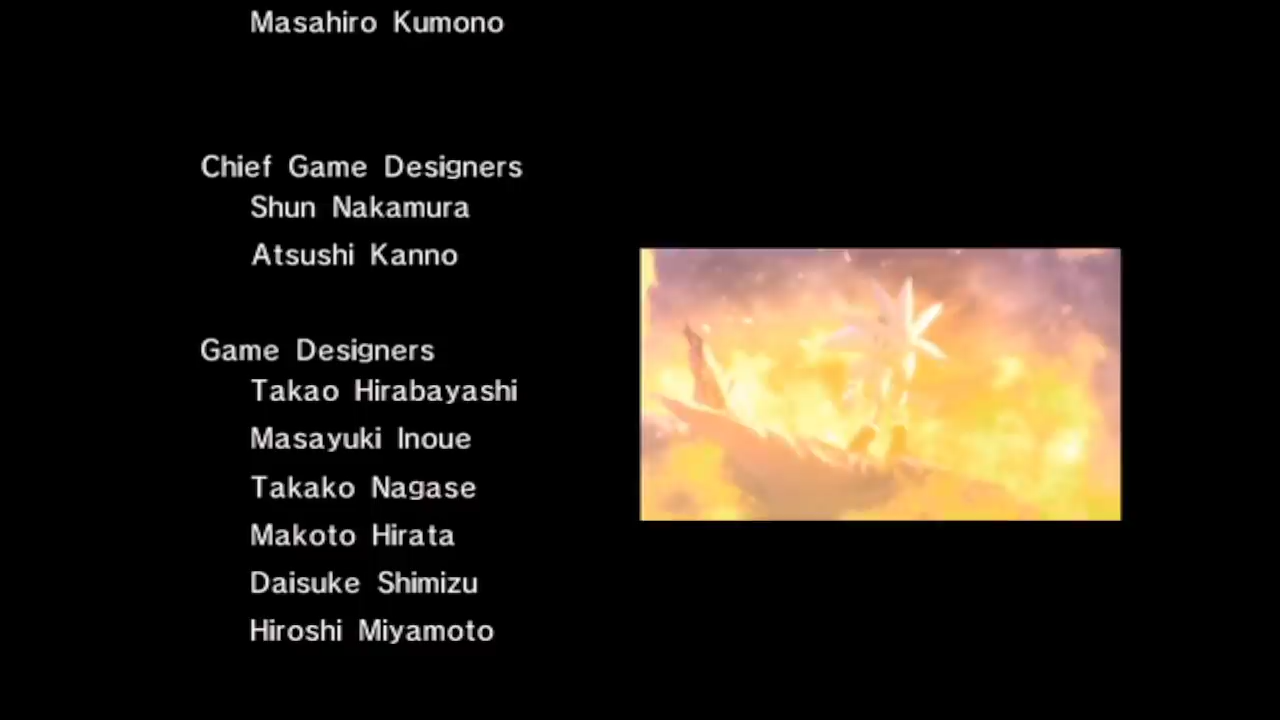 Masahiro Kumono
Chief Game Designers
Shun Nakamura
Atsushi Kanno
Game Designers
Takao Hirabayashi
Masayuki Inoue
Takako Nagase
Makoto Hirata
Daisuke Shimizu
Hiroshi Miyamoto